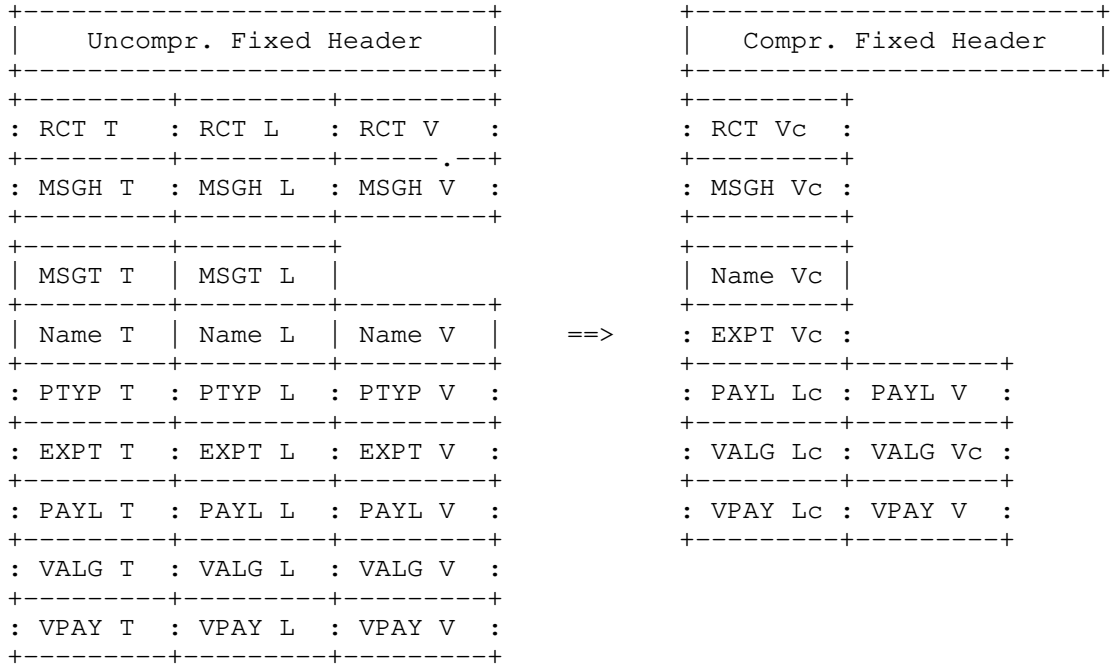 +------------------------------+           +-------------------------+
|    Uncompr. Fixed Header     |           |   Compr. Fixed Header   |
+------------------------------+           +-------------------------+
+---------+---------+---------+            +---------+
: RCT T   : RCT L   : RCT V   :            : RCT Vc  :
+---------+---------+------.--+            +---------+
: MSGH T  : MSGH L  : MSGH V  :            : MSGH Vc :
+---------+---------+---------+            +---------+
+---------+---------+                      +---------+
| MSGT T  | MSGT L  |                      | Name Vc |
+---------+---------+---------+            +---------+
| Name T  | Name L  | Name V  |    ==>     : EXPT Vc :
+---------+---------+---------+            +---------+---------+
: PTYP T  : PTYP L  : PTYP V  :            : PAYL Lc : PAYL V  :
+---------+---------+---------+            +---------+---------+
: EXPT T  : EXPT L  : EXPT V  :            : VALG Lc : VALG Vc :
+---------+---------+---------+            +---------+---------+
: PAYL T  : PAYL L  : PAYL V  :            : VPAY Lc : VPAY V  :
+---------+---------+---------+            +---------+---------+
: VALG T  : VALG L  : VALG V  :
+---------+---------+---------+
: VPAY T  : VPAY L  : VPAY V  :
+---------+---------+---------+